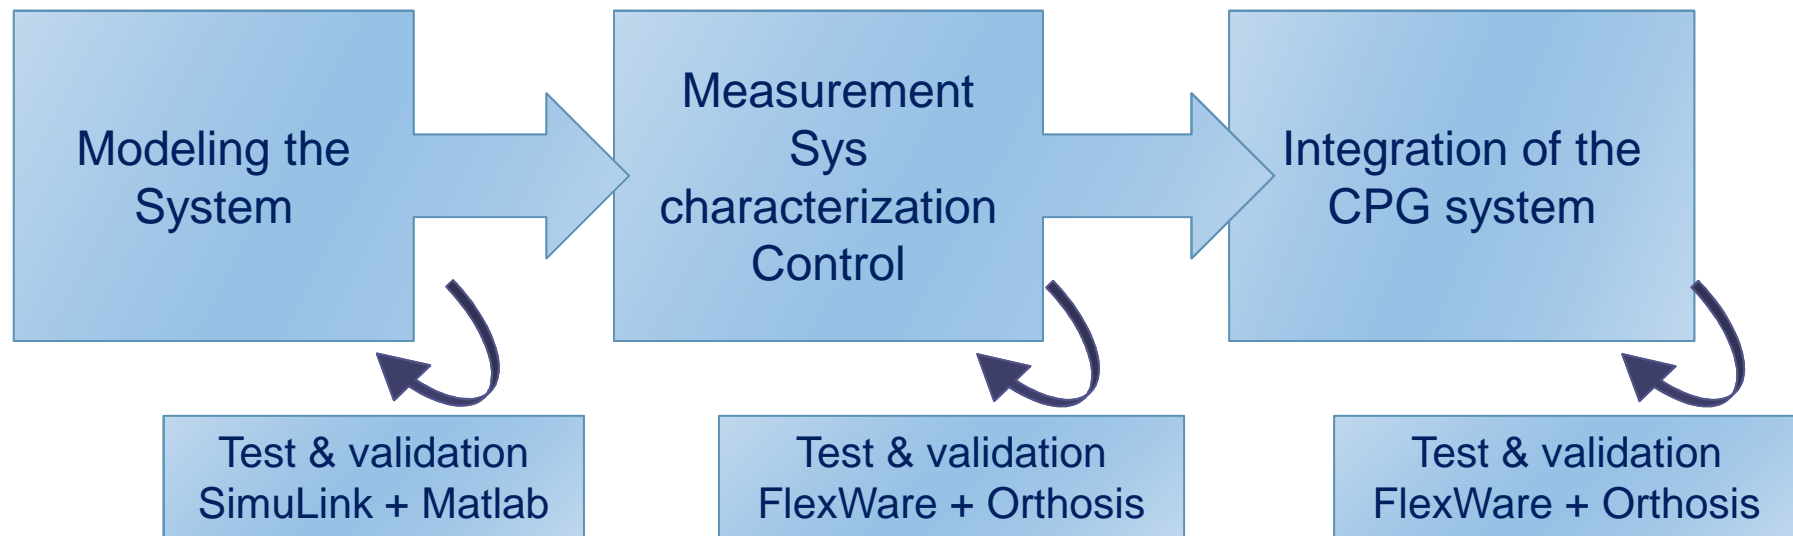 Modeling the
System
Measurement
Sys
characterization
Control
Integration of the
CPG system
Test & validation
SimuLink + Matlab
Test & validation
FlexWare + Orthosis
Test & validation
FlexWare + Orthosis